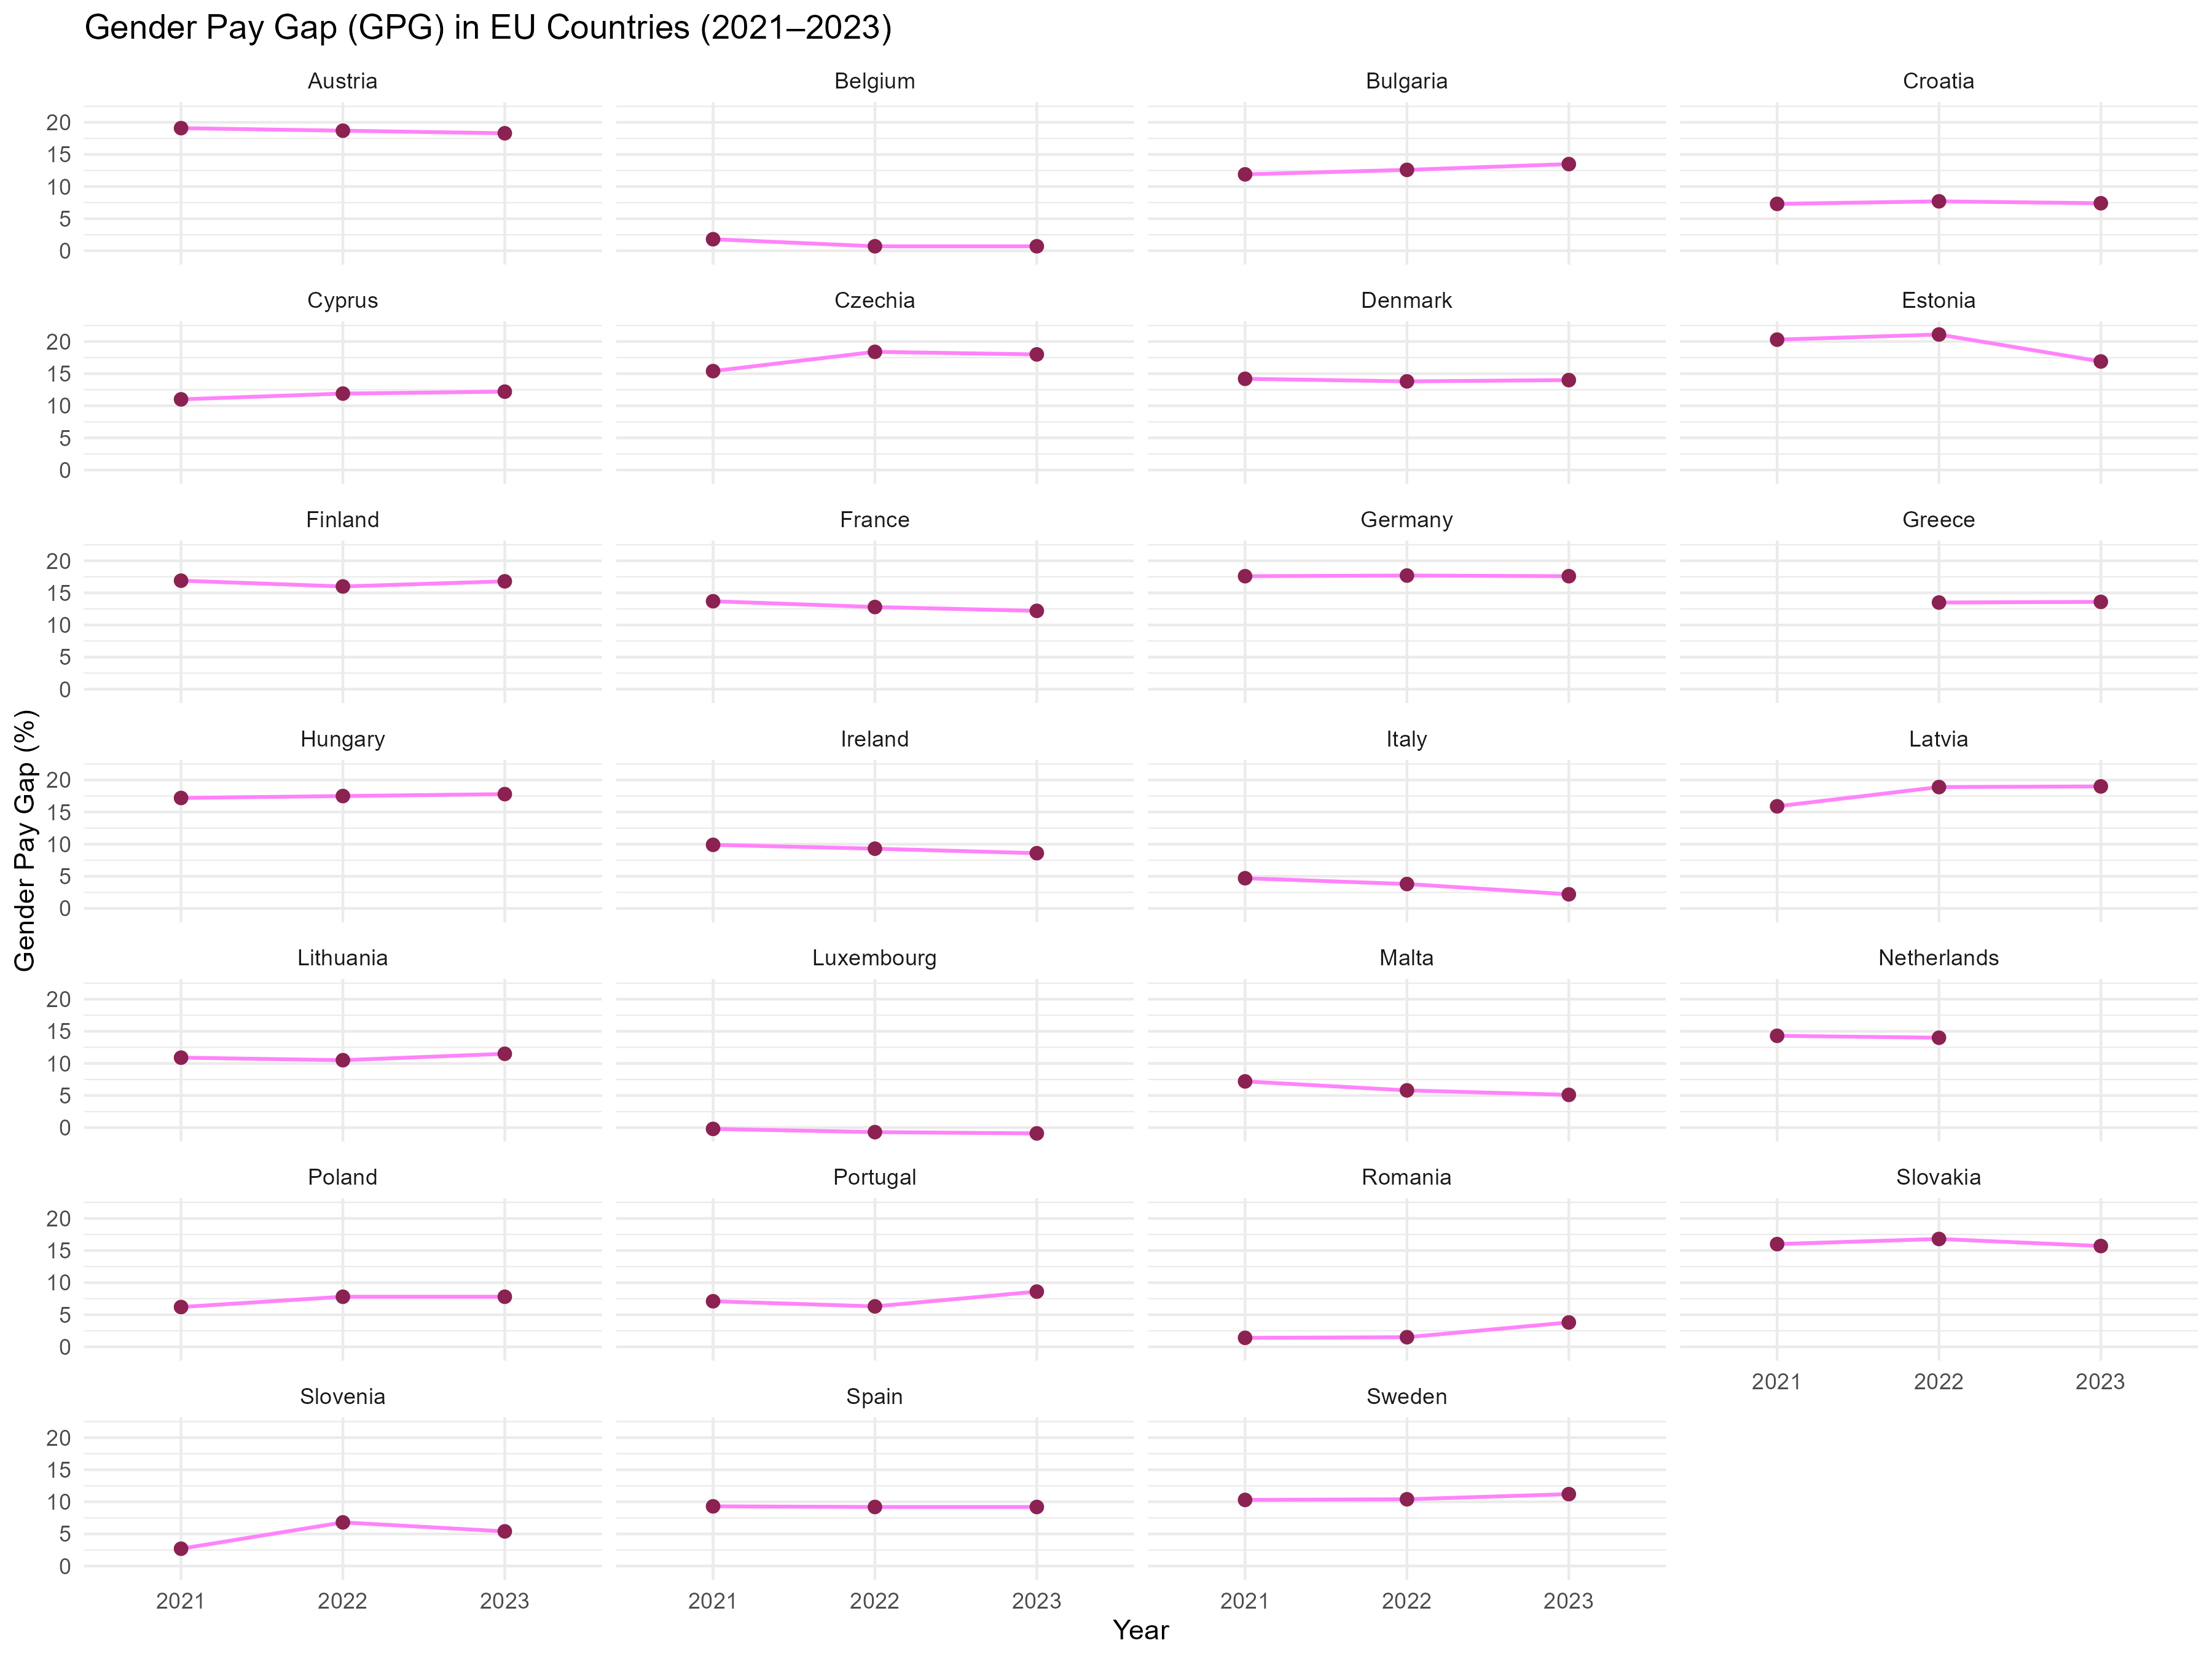 Gender Pay Gap (GPG) in EU Countries (2021–2023)
Austria Belgium Bulgaria Croatia
20
15
10
5
0
Cyprus Czechia Denmark Estonia
20
15
10
5
0
Finland France Germany Greece
20
15
10
5
0
Gender Pay Gap (%)
Hungary Ireland Italy Latvia
20
15
10
5
0
Lithuania Luxembourg Malta Netherlands
20
15
10
5
0
Poland Portugal Romania Slovakia
20
15
10
5
0
2021 2022 2023
Slovenia Spain Sweden
20
15
10
5
0
2021 2022 2023 2021 2022 2023 2021 2022 2023
Year